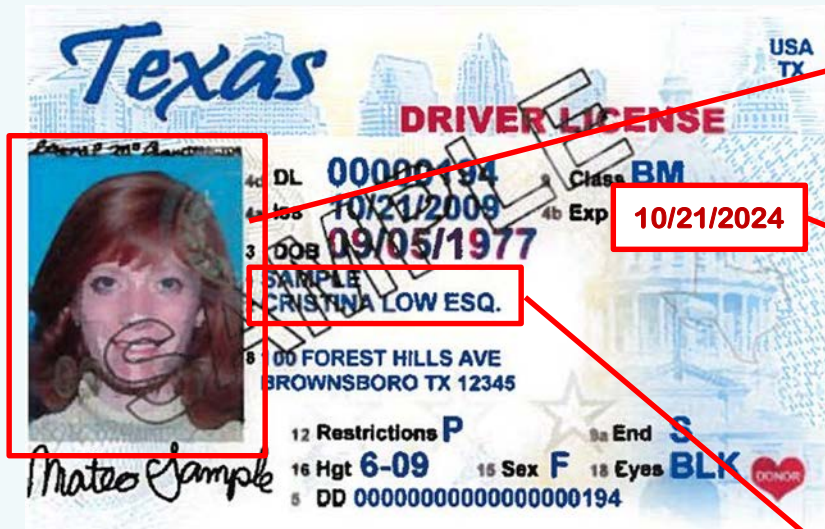 Texas
USA
TX
DRIVER LICENSE
SAMPLE
4d DL 00000194 9 Class BM
4a Iss 10/21/2009 4b Exp 10/21/2024
3 DOB 09/05/1977
SAMPLE
CRISTINA LOW ESQ.
8 100 FOREST HILLS AVE
BROWNSBORO TX 12345
12 Restrictions P 9a End S
16 Hgt 6-09 15 Sex F 18 Eyes BLK
DONOR
5 DD 00000000000000000194
Mateo Sample